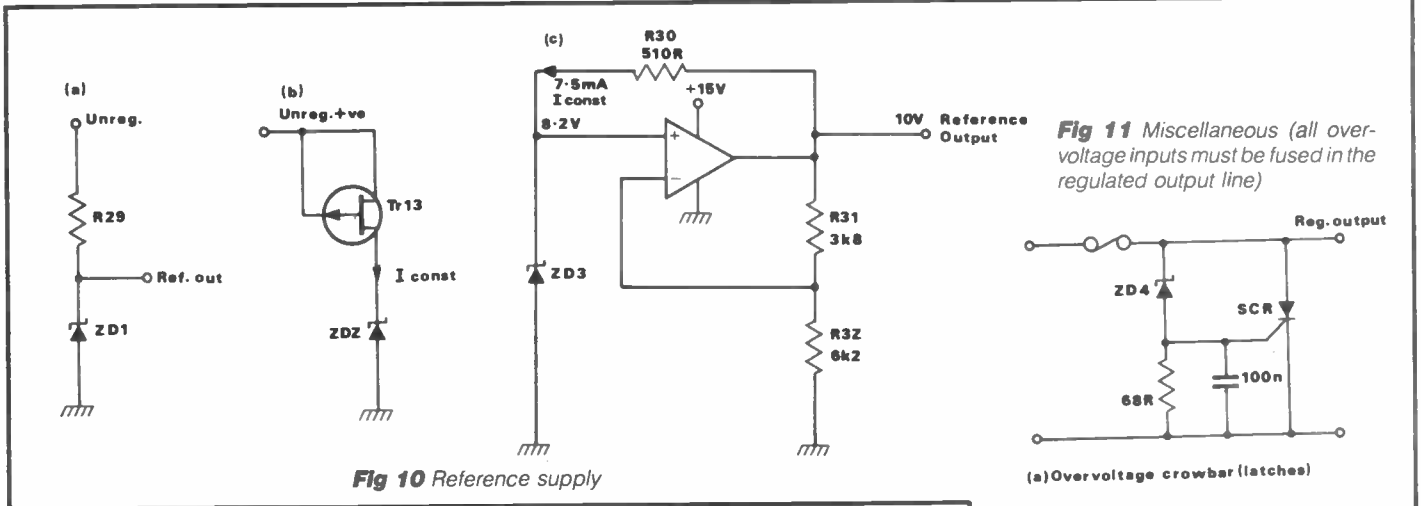 (a)
Unreg.
R29
Ref. out
ZD1
(b)
Unreg.+ve
Tr13
I const
ZDZ
(c)
R30
510R
7·5mA
I const
8·2V
+15V
+
−
10V
Reference
Output
R31
3k8
ZD3
R3Z
6k2
Fig 10 Reference supply
Fig 11 Miscellaneous (all over-
voltage inputs must be fused in the
regulated output line)
Reg. output
ZD4
SCR
68R
100n
(a) Overvoltage crowbar (latches)